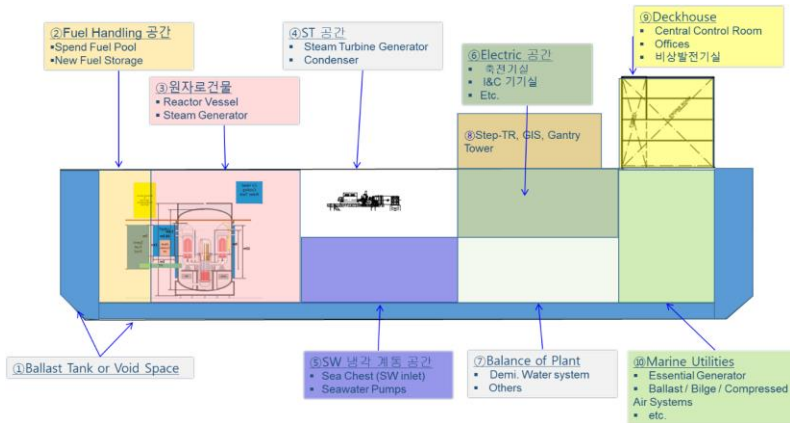 ②Fuel Handling 공간
▪Spend Fuel Pool
▪New Fuel Storage
③원자로건물
▪ Reactor Vessel
▪ Steam Generator
④ST 공간
▪ Steam Turbine Generator
▪ Condenser
⑥Electric 공간
▪ 축전기실
▪ I&C 기기실
▪ Etc.
⑧Step-TR, GIS, Gantry
Tower
⑨Deckhouse
▪ Central Control Room
▪ Offices
▪ 비상발전기실
①Ballast Tank or Void Space
⑤SW 냉각 계통 공간
▪ Sea Chest (SW inlet)
▪ Seawater Pumps
⑦Balance of Plant
▪ Demi. Water system
▪ Others
⑩Marine Utilities
▪ Essential Generator
▪ Ballast / Bilge / Compressed
Air Systems
▪ etc.